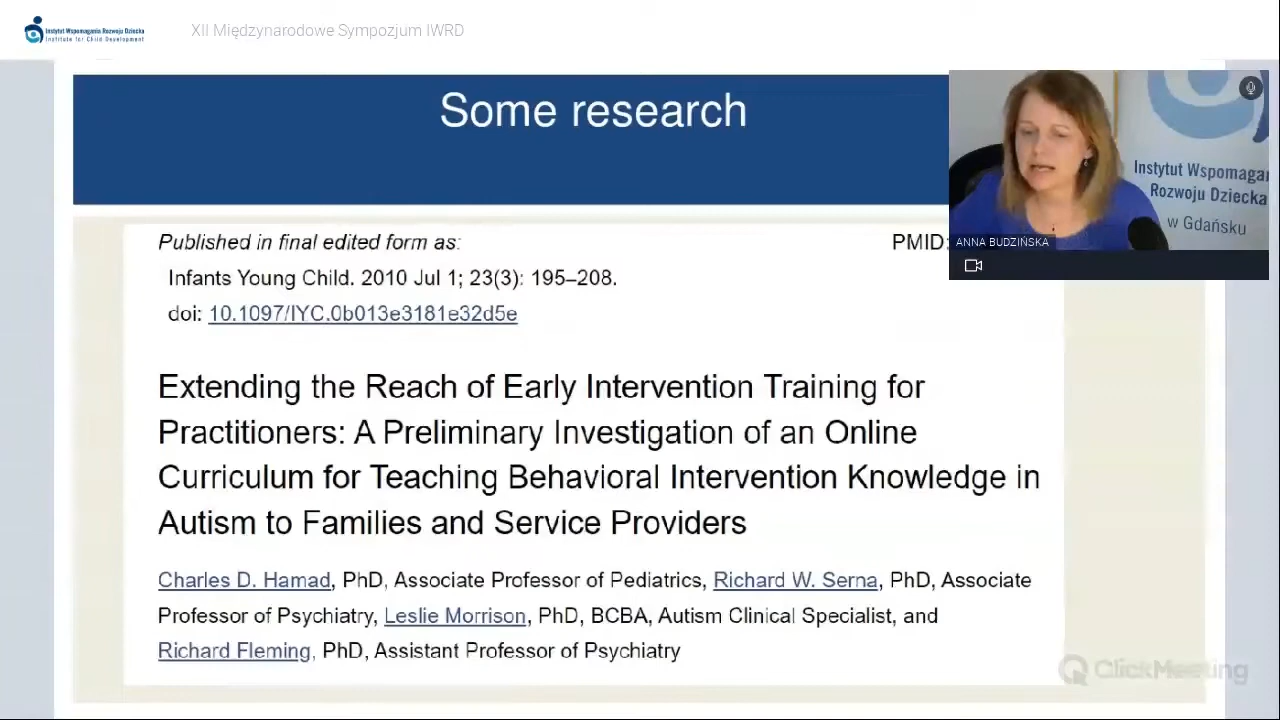 Instytut Wspomagania Rozwoju Dziecka
Institute for Child Development
XII Międzynarodowe Sympozjum IWRD
Some research
Published in final edited form as:
PMID:
Infants Young Child. 2010 Jul 1; 23(3): 195–208.
doi: 10.1097/IYC.0b013e3181e32d5e
Extending the Reach of Early Intervention Training for
Practitioners: A Preliminary Investigation of an Online
Curriculum for Teaching Behavioral Intervention Knowledge in
Autism to Families and Service Providers
Charles D. Hamad, PhD, Associate Professor of Pediatrics, Richard W. Serna, PhD, Associate
Professor of Psychiatry, Leslie Morrison, PhD, BCBA, Autism Clinical Specialist, and
Richard Fleming, PhD, Assistant Professor of Psychiatry
Instytut Wspomaga
Rozwoju Dziecka
w Gdańsku
ANNA BUDZIŃSKA
ClickMeeting